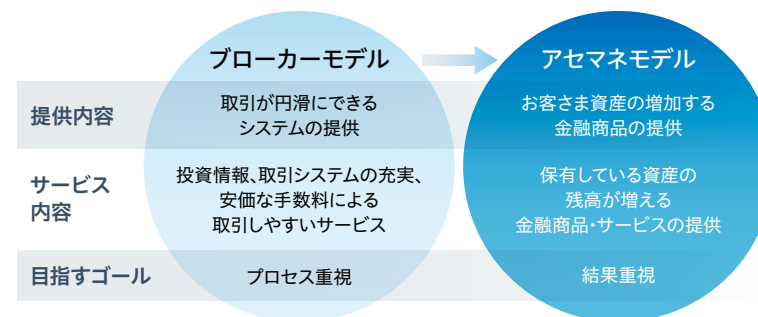 ブローカーモデル
アセマネモデル
提供内容
取引が円滑にできる
システムの提供
お客さま資産の増加する
金融商品の提供
サービス
内容
投資情報、取引システムの充実、
安価な手数料による
取引しやすいサービス
保有している資産の
残高が増える
金融商品・サービスの提供
目指すゴール
プロセス重視
結果重視